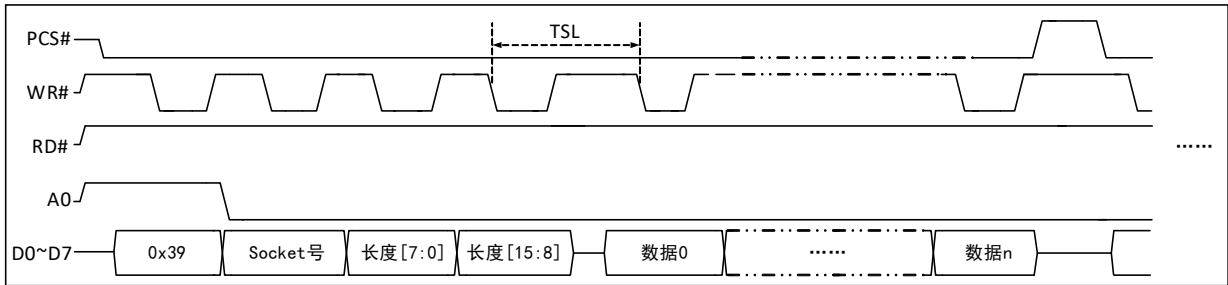 TSL
PCS#
WR#
RD#
……
A0
D0~D7 0x39 Socket号 长度[7:0] 长度[15:8] 数据0 …… 数据n